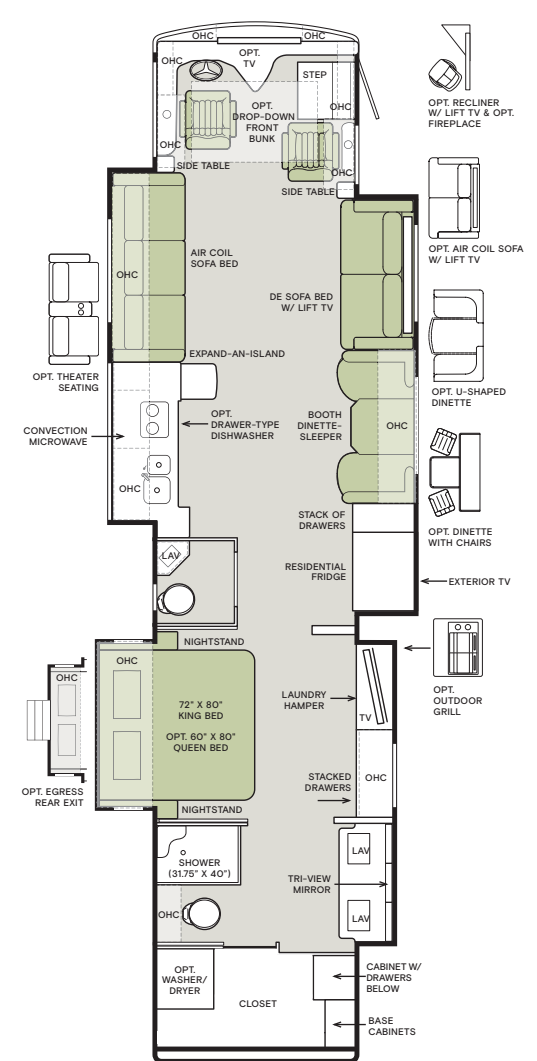 OHC
OHC
OHC
OPT.
TV
STEP
OHC
OPT.
DROP-DOWN
FRONT
BUNK
OHC
OHC
SIDE TABLE
SIDE TABLE
OPT. RECLINER
W/ LIFT TV & OPT.
FIREPLACE
OHC
AIR COIL
SOFA BED
OPT. AIR COIL SOFA
W/ LIFT TV
DE SOFA BED
W/ LIFT TV
OPT. THEATER
SEATING
EXPAND-AN-ISLAND
OPT. U-SHAPED
DINETTE
CONVECTION
MICROWAVE
OPT.
DRAWER-TYPE
DISHWASHER
BOOTH
DINETTE-
SLEEPER
OHC
OHC
STACK OF
DRAWERS
OPT. DINETTE
WITH CHAIRS
LAV
RESIDENTIAL
FRIDGE
EXTERIOR TV
NIGHTSTAND
OHC
OHC
72" X 80"
KING BED
OPT. 60" X 80"
QUEEN BED
LAUNDRY
HAMPER
TV
OPT.
OUTDOOR
GRILL
OPT. EGRESS
REAR EXIT
NIGHTSTAND
STACKED
DRAWERS
OHC
SHOWER
(31.75" X 40")
LAV
TRI-VIEW
MIRROR
OHC
LAV
OPT.
WASHER/
DRYER
CLOSET
CABINET W/
DRAWERS
BELOW
BASE
CABINETS